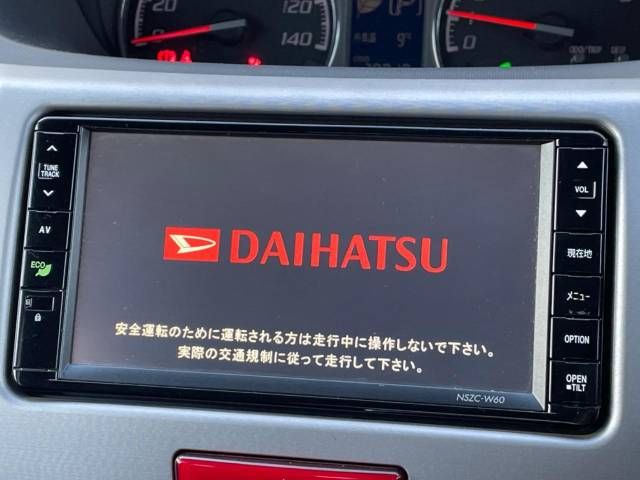 20
120
140
(P)
9℃
0
TUNE
TRACK
AV
ECO
VOL
現在地
メニュー
OPTION
OPEN
■TILT
DAIHATSU
安全運転のために運転される方は走行中に操作しないで下さい。
実際の交通規制に従って走行して下さい。
NSZC-W60